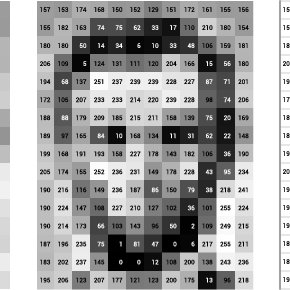 157 153 174 168 150 152 129 151 172 161 155 156
155 182 163 74 75 62 33 17 110 210 180 154
180 180 50 14 34 6 10 33 48 106 159 181
206 109 5 124 131 111 120 204 166 15 56 180
194 68 137 251 237 239 239 228 227 87 71 201
172 105 207 233 233 214 220 239 228 98 74 206
188 88 179 209 185 215 211 158 139 75 20 169
189 97 165 84 10 168 134 11 31 62 22 148
199 168 191 193 158 227 178 143 182 106 36 190
205 174 155 252 236 231 149 178 228 43 95 234
190 216 116 149 236 187 86 150 79 38 218 241
190 224 147 108 227 210 127 102 36 101 255 224
190 214 173 66 103 143 96 50 2 109 249 215
187 196 235 75 1 81 47 0 6 217 255 211
183 202 237 145 0 0 12 108 200 138 243 236
195 206 123 207 177 121 123 200 175 13 96 218